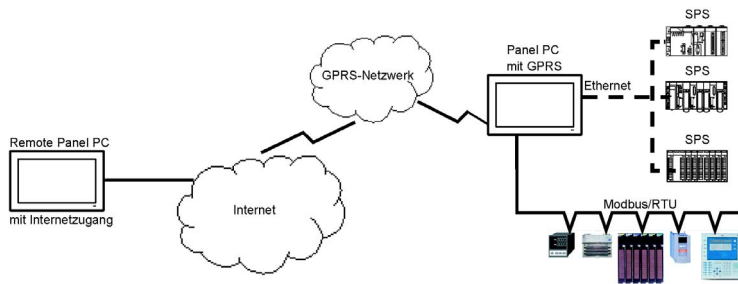 SPS
Panel PC
mit GPRS
GPRS-Netzwerk
Ethernet
SPS
Remote Panel PC
SPS
Internet
mit Internetzugang
Modbus/RTU